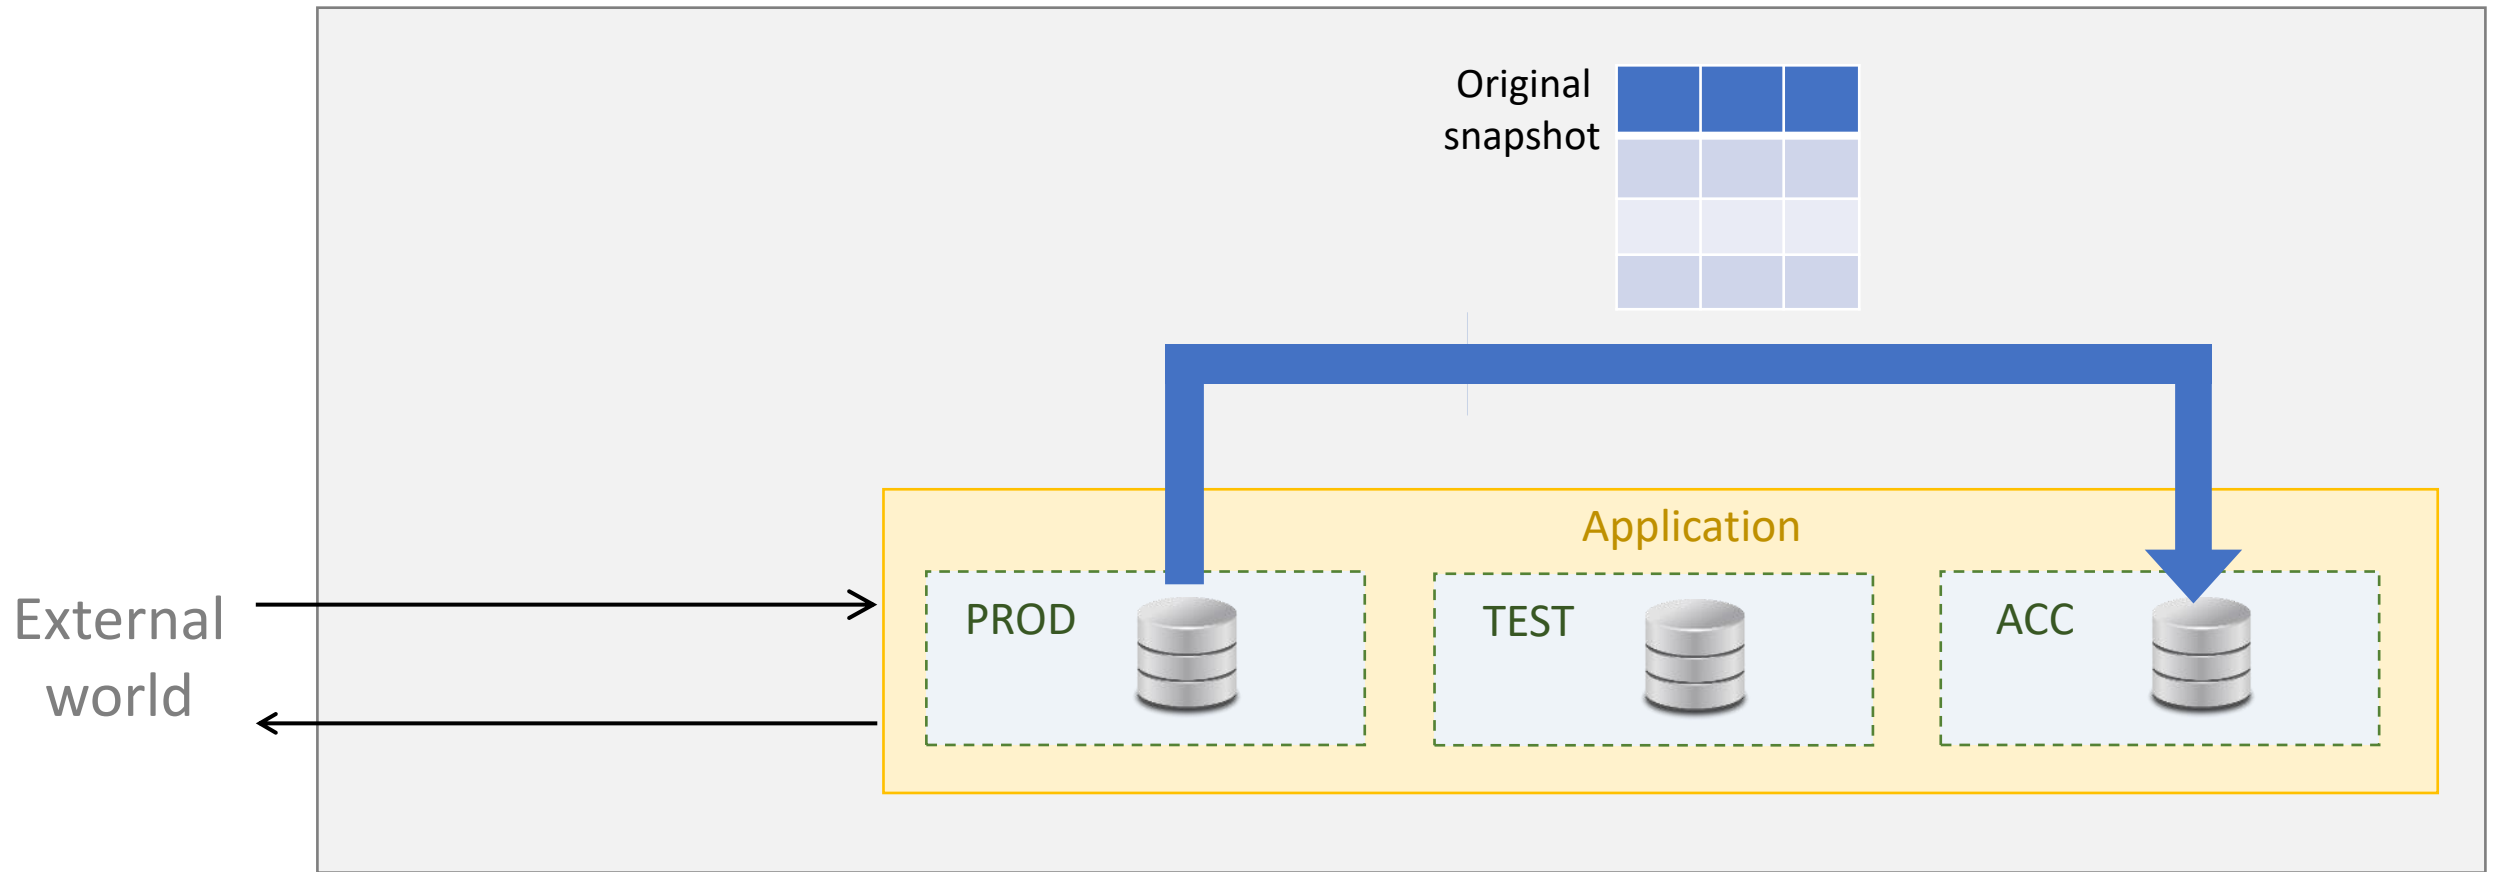 Original
snapshot
Application
PROD
TEST
ACC
External
world